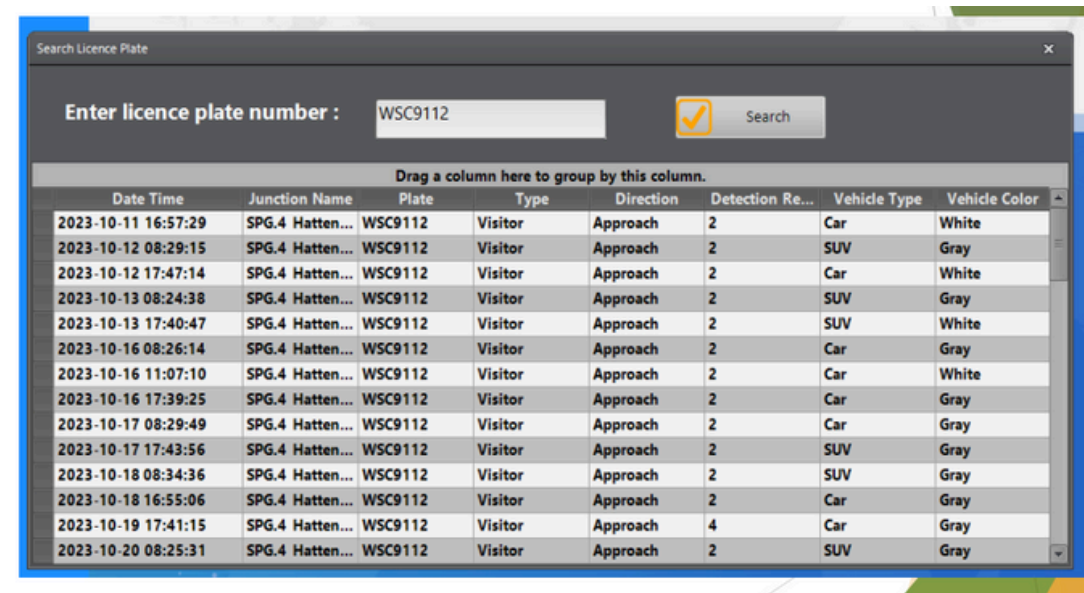 Search Licence Plate
Enter licence plate number : WSC9112 Search
Drag a column here to group by this column.
Date Time Junction Name Plate Type Direction Detection Re... Vehicle Type Vehicle Color
2023-10-11 16:57:29 SPG.4 Hatten... WSC9112 Visitor Approach 2 Car White
2023-10-12 08:29:15 SPG.4 Hatten... WSC9112 Visitor Approach 2 SUV Gray
2023-10-12 17:47:14 SPG.4 Hatten... WSC9112 Visitor Approach 2 Car White
2023-10-13 08:24:38 SPG.4 Hatten... WSC9112 Visitor Approach 2 SUV Gray
2023-10-13 17:40:47 SPG.4 Hatten... WSC9112 Visitor Approach 2 SUV White
2023-10-16 08:26:14 SPG.4 Hatten... WSC9112 Visitor Approach 2 Car Gray
2023-10-16 11:07:10 SPG.4 Hatten... WSC9112 Visitor Approach 2 Car White
2023-10-16 17:39:25 SPG.4 Hatten... WSC9112 Visitor Approach 2 Car Gray
2023-10-17 08:29:49 SPG.4 Hatten... WSC9112 Visitor Approach 2 Car Gray
2023-10-17 17:43:56 SPG.4 Hatten... WSC9112 Visitor Approach 2 SUV Gray
2023-10-18 08:34:36 SPG.4 Hatten... WSC9112 Visitor Approach 2 SUV Gray
2023-10-18 16:55:06 SPG.4 Hatten... WSC9112 Visitor Approach 2 Car Gray
2023-10-19 17:41:15 SPG.4 Hatten... WSC9112 Visitor Approach 4 Car Gray
2023-10-20 08:25:31 SPG.4 Hatten... WSC9112 Visitor Approach 2 SUV Gray